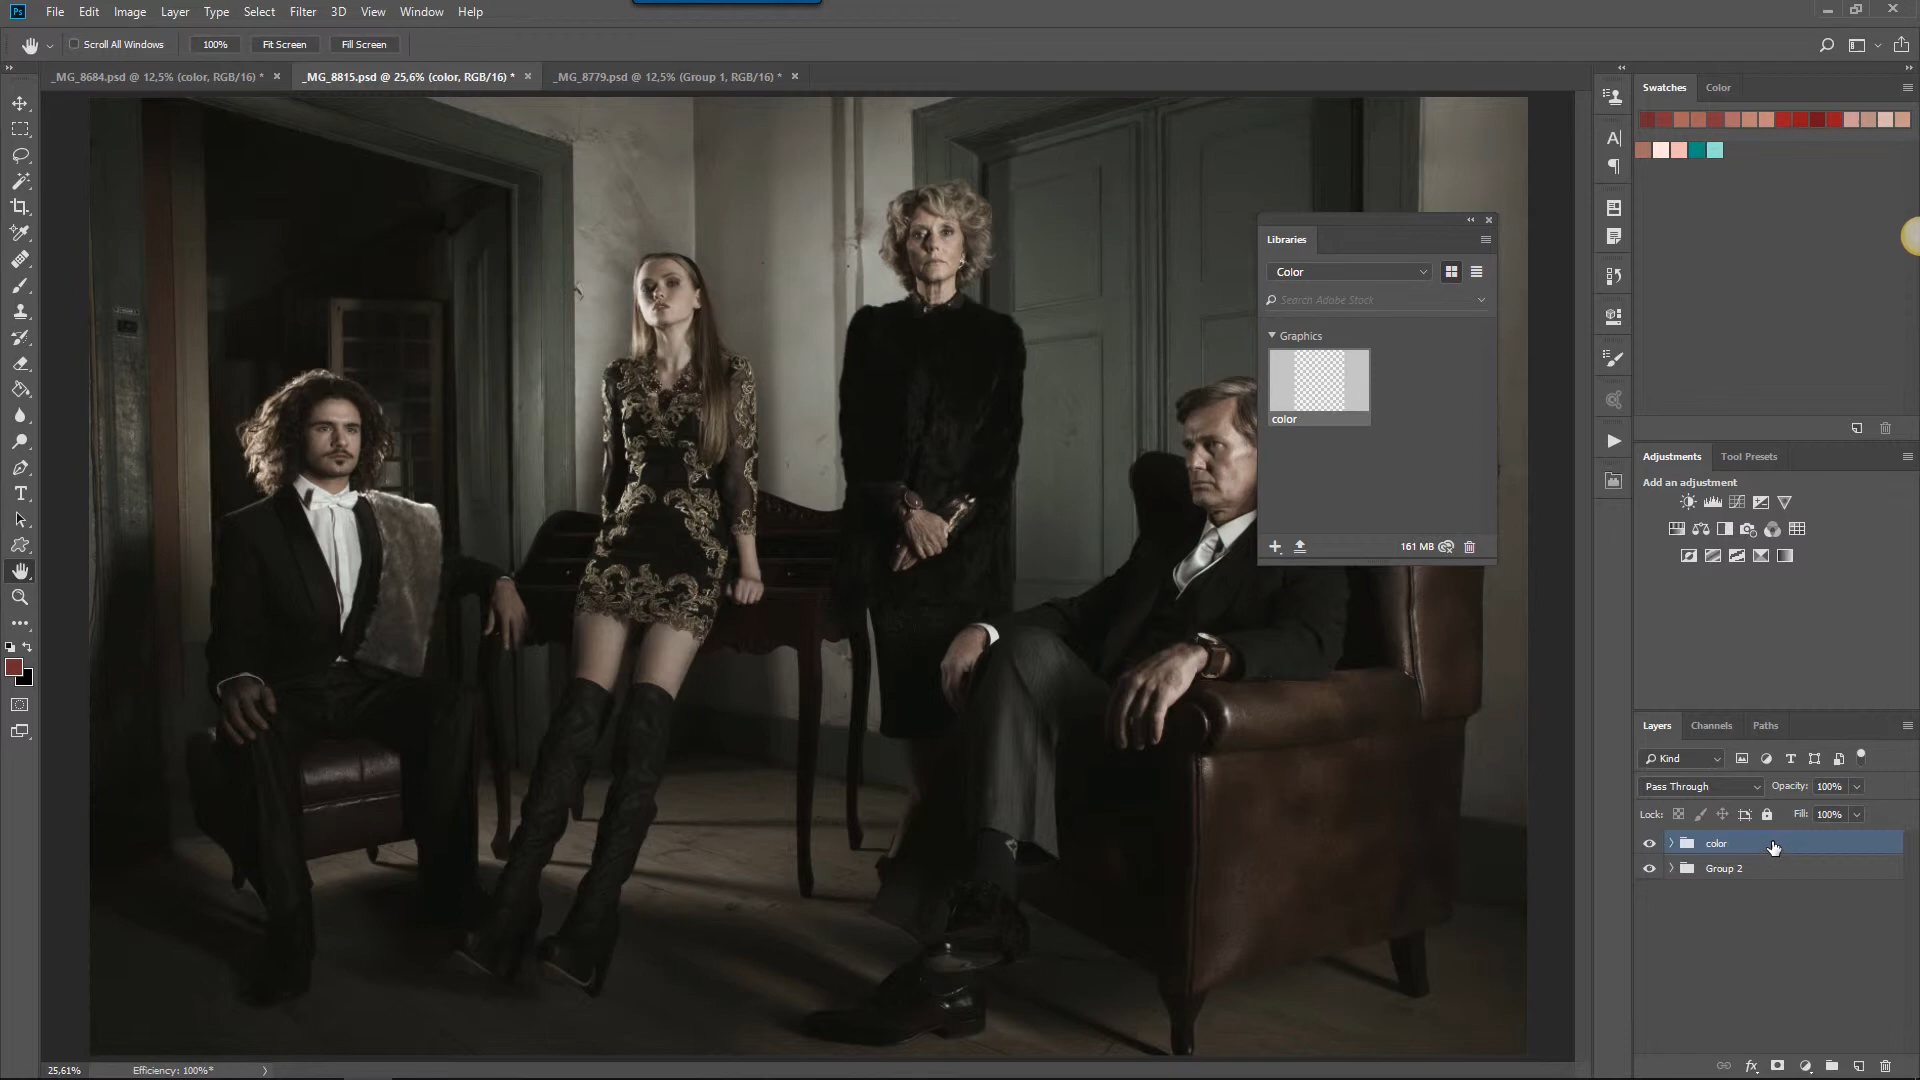 Ps File Edit Image Layer Type Select Filter 3D View Window Help
Scroll All Windows 100% Fit Screen Fill Screen
_MG_8684.psd @ 12,5% (color, RGB/16) * _MG_8815.psd @ 25,6% (color, RGB/16) * _MG_8779.psd @ 12,5% (Group 1, RGB/16) *
Swatches Color
Libraries
Color
Search Adobe Stock
Graphics
color
161 MB
Adjustments Tool Presets
Add an adjustment
Layers Channels Paths
Kind
Pass Through Opacity: 100%
Lock: Fill: 100%
color
Group 2
25,61% Efficiency: 100%*